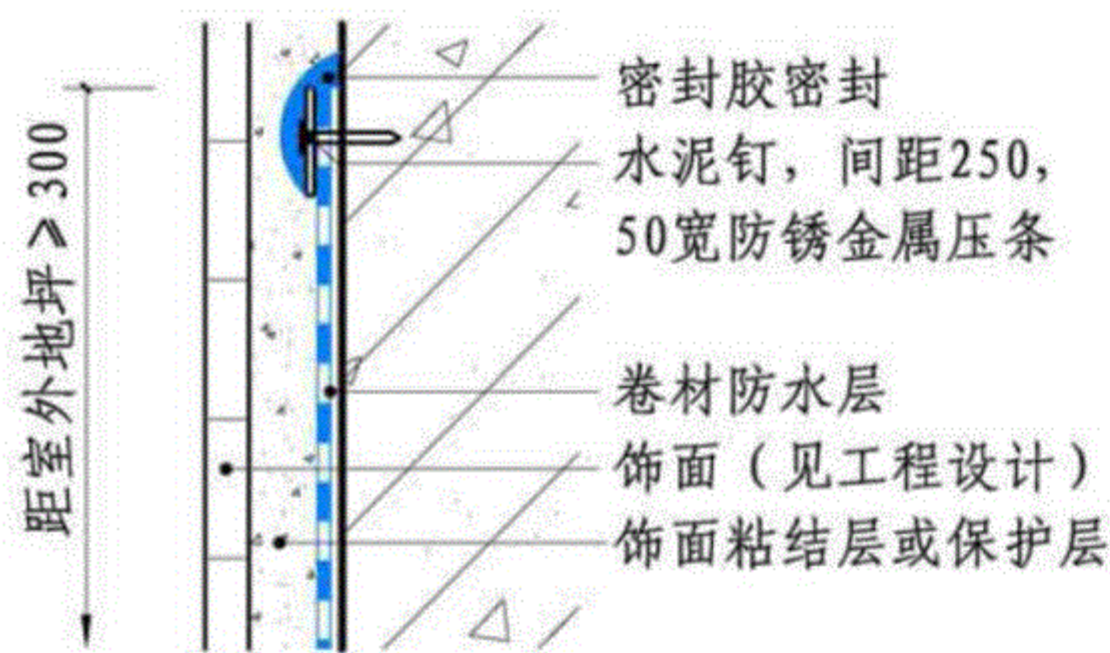 密封胶密封
水泥钉，间距250，
50宽防锈金属压条
卷材防水层
饰面（见工程设计）
饰面粘结层或保护层
距室外地坪≥300